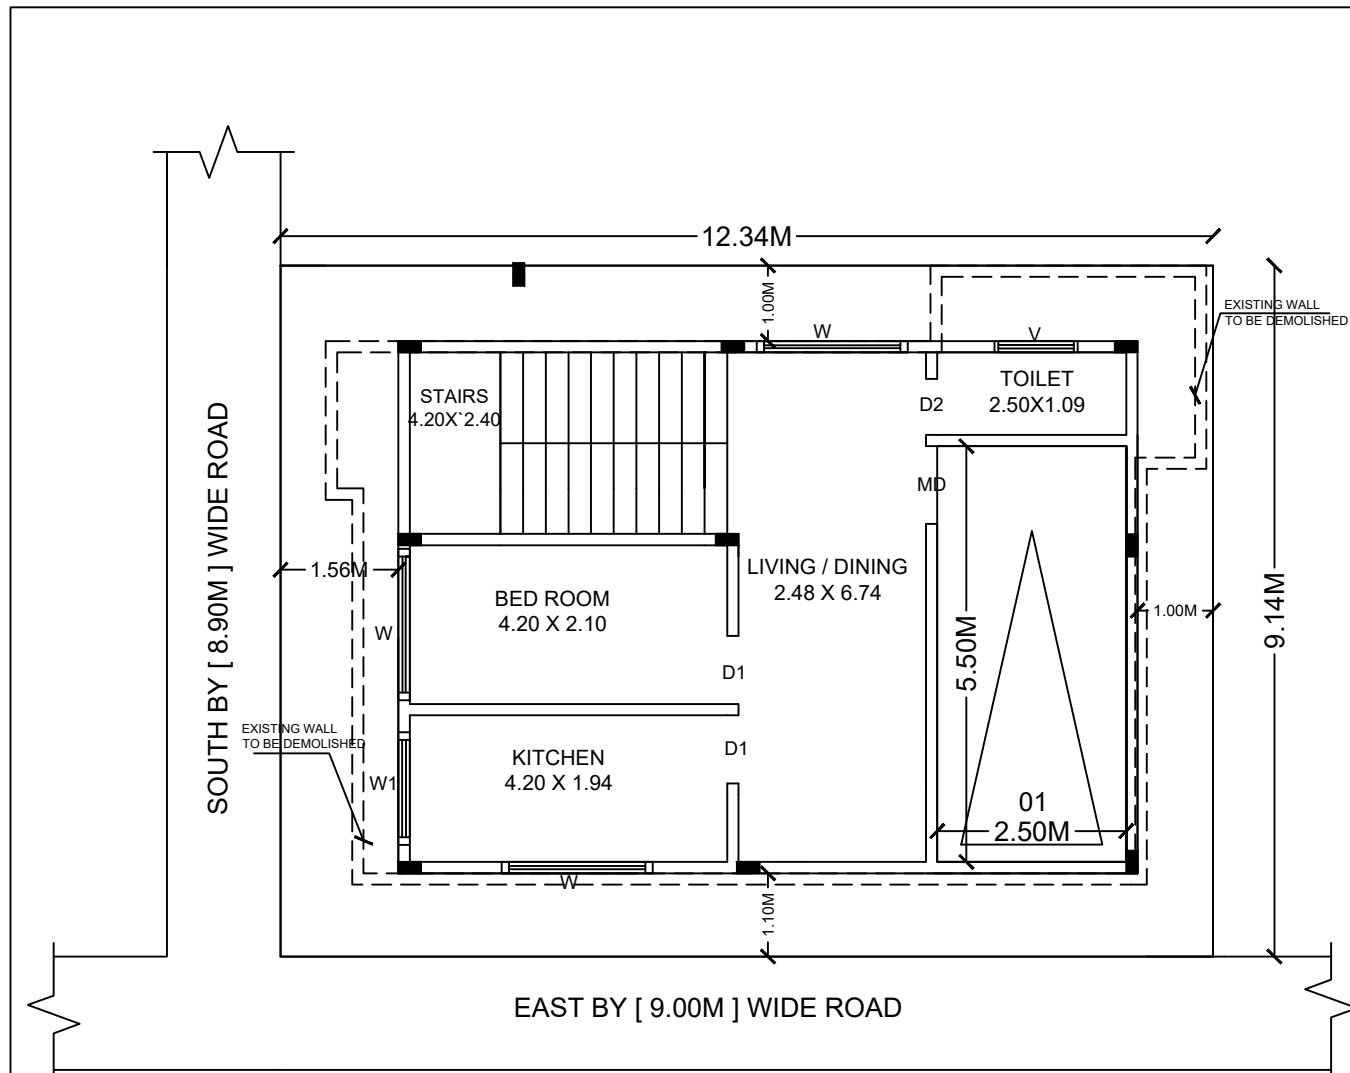 12.34M
1.00M
EXISTING WALL
TO BE DEMOLISHED
W
V
STAIRS
4.20X`2.40
TOILET
2.50X1.09
D2
MD
SOUTH BY [ 8.90M ] WIDE ROAD
1.56M
BED ROOM
4.20 X 2.10
LIVING / DINING
2.48 X 6.74
1.00M
9.14M
5.50M
W
D1
EXISTING WALL
TO BE DEMOLISHED
KITCHEN
4.20 X 1.94
D1
W1
01
2.50M
W
1.10M
EAST BY [ 9.00M ] WIDE ROAD